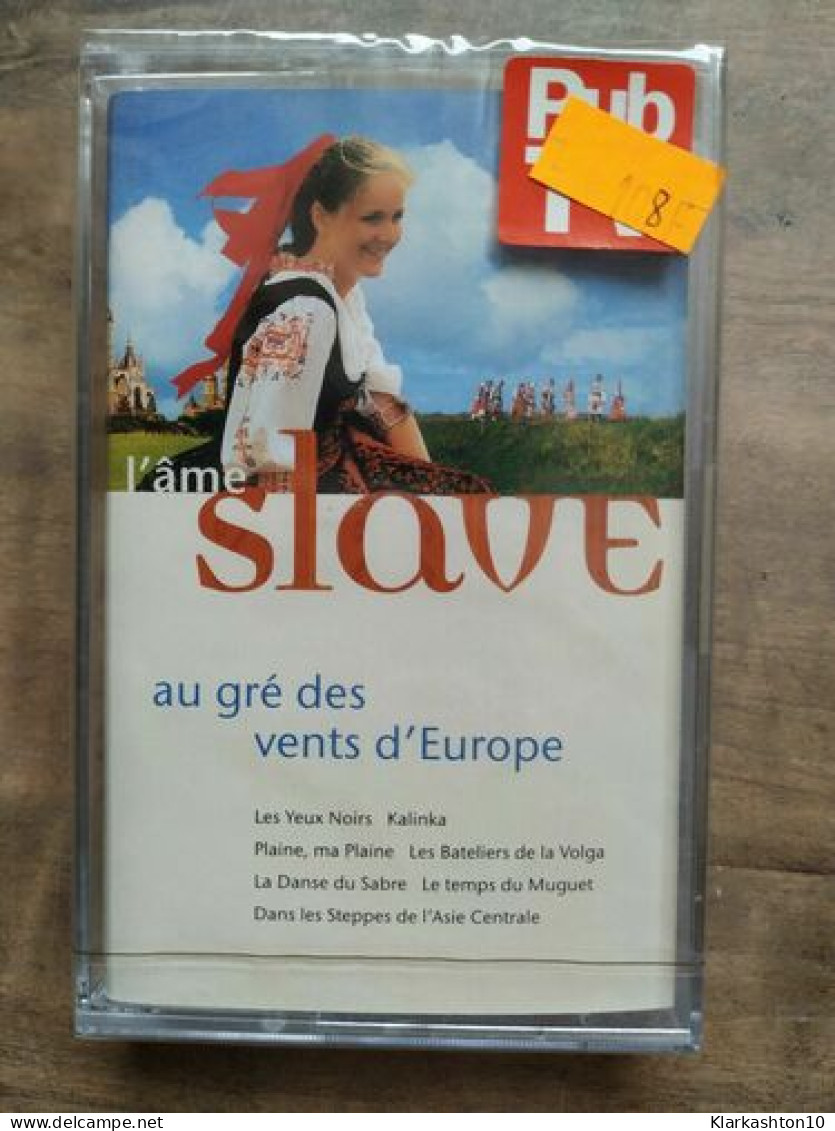 Pub
TV
l'âme
slavE
au gré des
vents d'Europe
Les Yeux Noirs Kalinka
Plaine, ma Plaine Les Bateliers de la Volga
La Danse du Sabre Le temps du Muguet
Dans les Steppes de l'Asie Centrale
delcampe.net
Klarkashton10